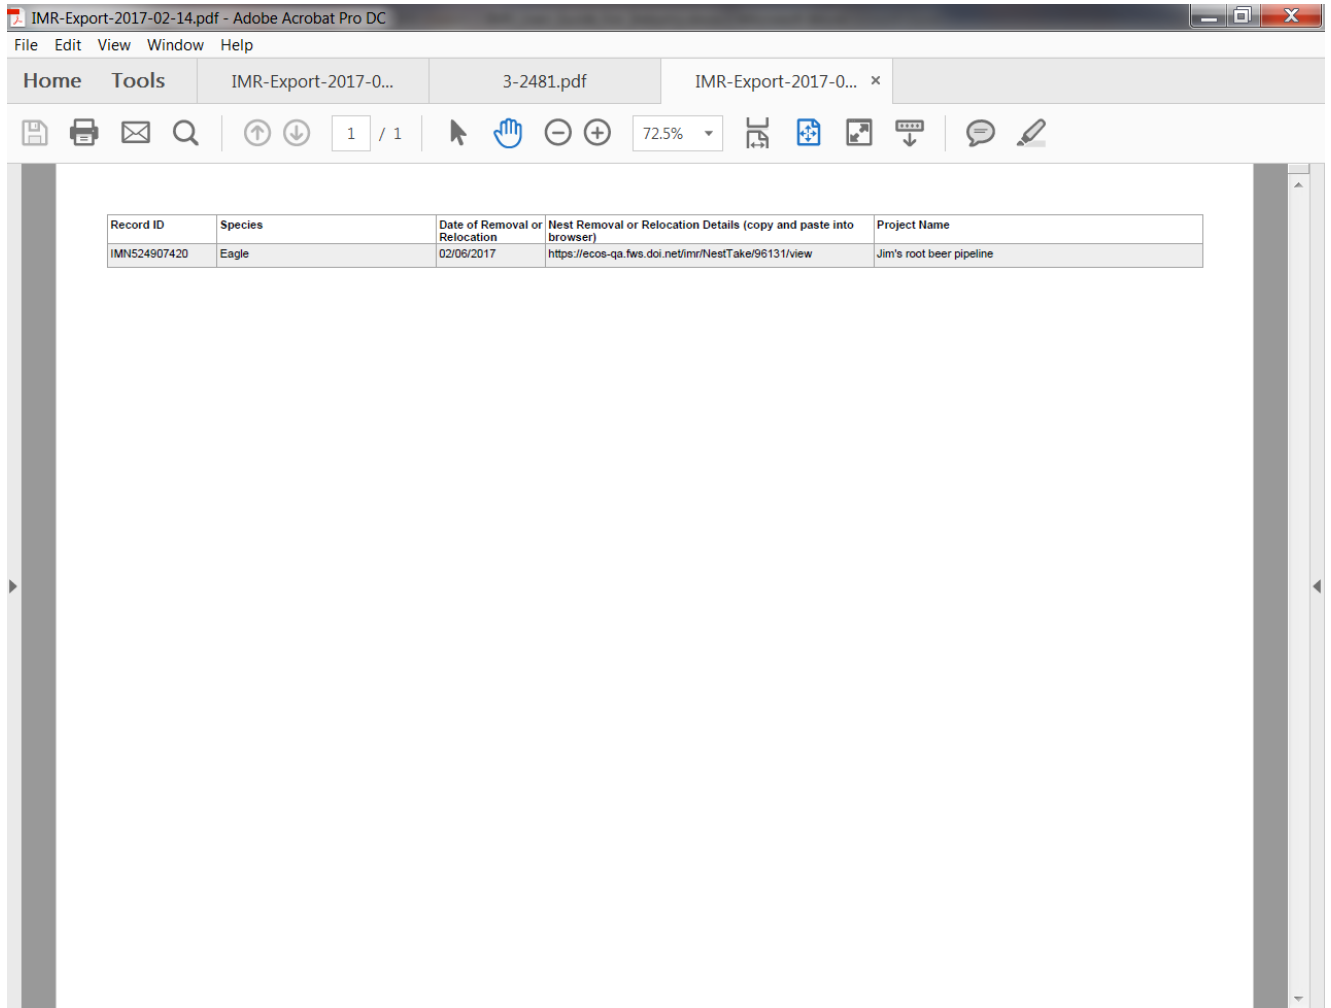 IMR-Export-2017-02-14.pdf - Adobe Acrobat Pro DC
File Edit View Window Help
Home Tools IMR-Export-2017-0... 3-2481.pdf IMR-Export-2017-0... ×
1 / 1 72.5%
Record ID Species Date of Removal or Nest Removal or Relocation Details (copy and paste into Project Name
Relocation browser)
IMN524907420 Eagle 02/06/2017 https://ecos-qa.fws.doi.net/imr/NestTake/96131/view Jim's root beer pipeline